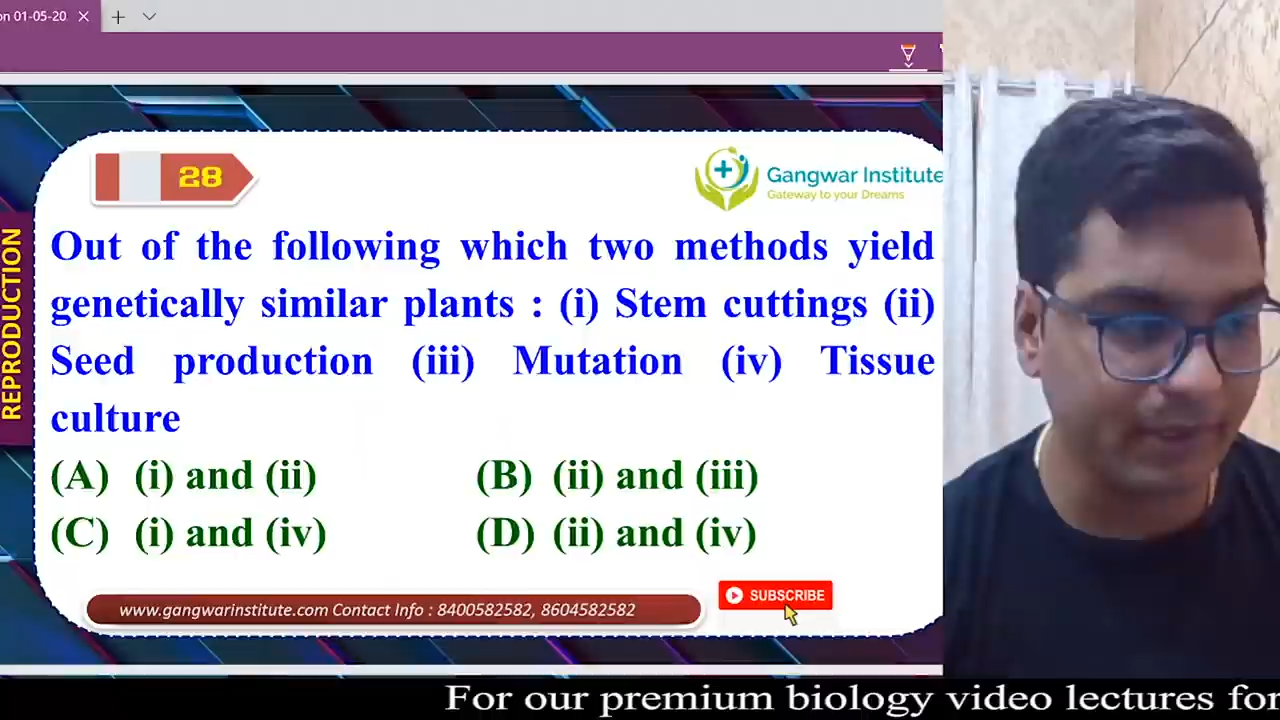 on 01-05-20
28
Gangwar Institute
Gateway to your Dreams
REPRODUCTION
Out of the following which two methods yield
genetically similar plants : (i) Stem cuttings (ii)
Seed production (iii) Mutation (iv) Tissue
culture
(A) (i) and (ii) (B) (ii) and (iii)
(C) (i) and (iv) (D) (ii) and (iv)
www.gangwarinstitute.com Contact Info : 8400582582, 8604582582
SUBSCRIBE
For our premium biology video lectures for